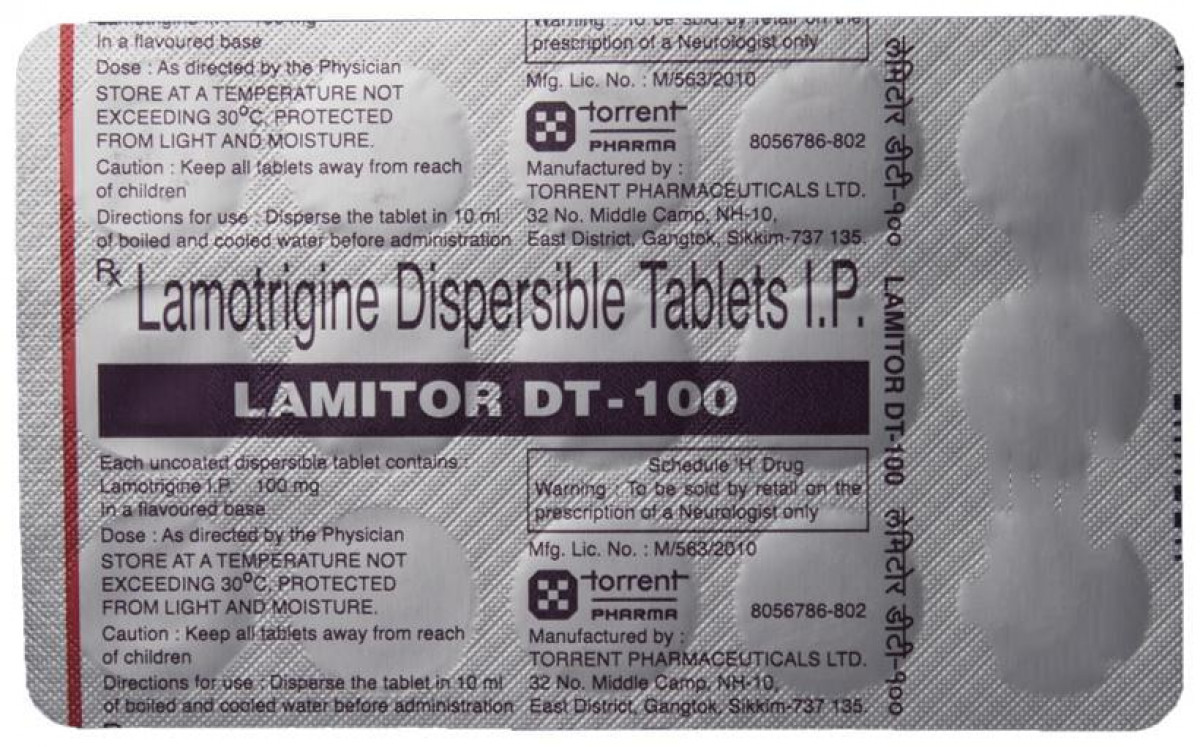 In a flavoured base
Dose : As directed by the Physician
STORE AT A TEMPERATURE NOT
EXCEEDING 30°C, PROTECTED
FROM LIGHT AND MOISTURE.
Caution : Keep all tablets away from reach
of children
Directions for use : Disperse the tablet in 10 ml
of boiled and cooled water before administration
Warning : To be sold by retail on the
prescription of a Neurologist only
Mfg. Lic. No. : M/563/2010
torrent
PHARMA
8056786-802
Manufactured by :
TORRENT PHARMACEUTICALS LTD.
32 No. Middle Camp, NH-10,
East District, Gangtok, Sikkim-737 135.
Rx Lamotrigine Dispersible Tablets I.P.
LAMITOR DT-100
Each uncoated dispersible tablet contains :
Lamotrigine I.P. 100 mg
In a flavoured base
Dose : As directed by the Physician
STORE AT A TEMPERATURE NOT
EXCEEDING 30°C, PROTECTED
FROM LIGHT AND MOISTURE.
Caution : Keep all tablets away from reach
of children
Directions for use : Disperse the tablet in 10 ml
of boiled and cooled water before administration
Schedule 'H' Drug
Warning : To be sold by retail on the
prescription of a Neurologist only
Mfg. Lic. No. : M/563/2010
torrent
PHARMA
8056786-802
Manufactured by :
TORRENT PHARMACEUTICALS LTD.
32 No. Middle Camp, NH-10,
East District, Gangtok, Sikkim-737 135.
लेमिटोर डीटी-१०० LAMITOR DT-100 लेमिटोर डीटी-१००